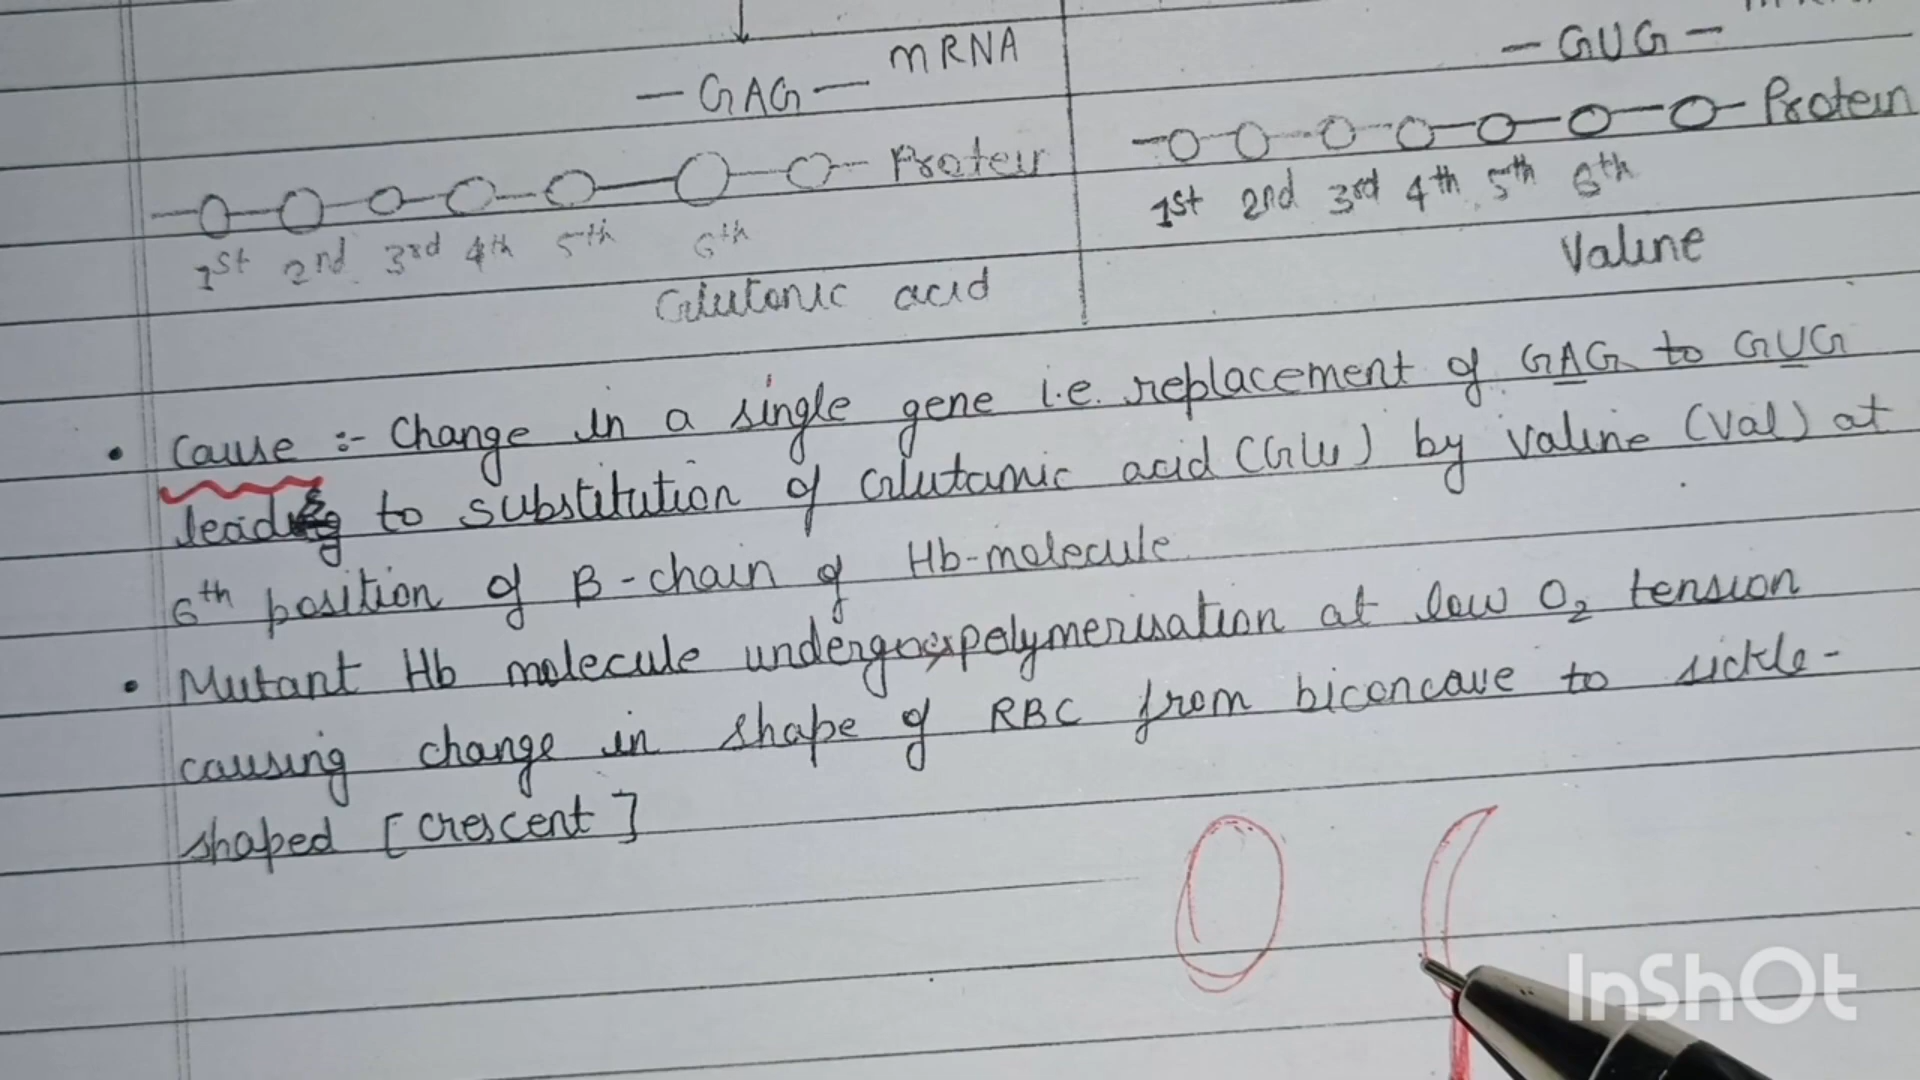 - GAG - mRNA
Protein
1st 2nd 3rd 4th 5th 6th
Glutamic acid
- GUG -
Protein
1st 2nd 3rd 4th 5th 6th
Valine
• Cause :- Change in a single gene i.e. replacement of GAG to GUG
leads to substitution of Glutamic acid (Glu) by Valine (Val) at
6th position of β-chain of Hb-molecule
• Mutant Hb molecule undergoes polymerisation at low O2 tension
causing change in shape of RBC from biconcave to sickle-
shaped [crescent]
InShOt